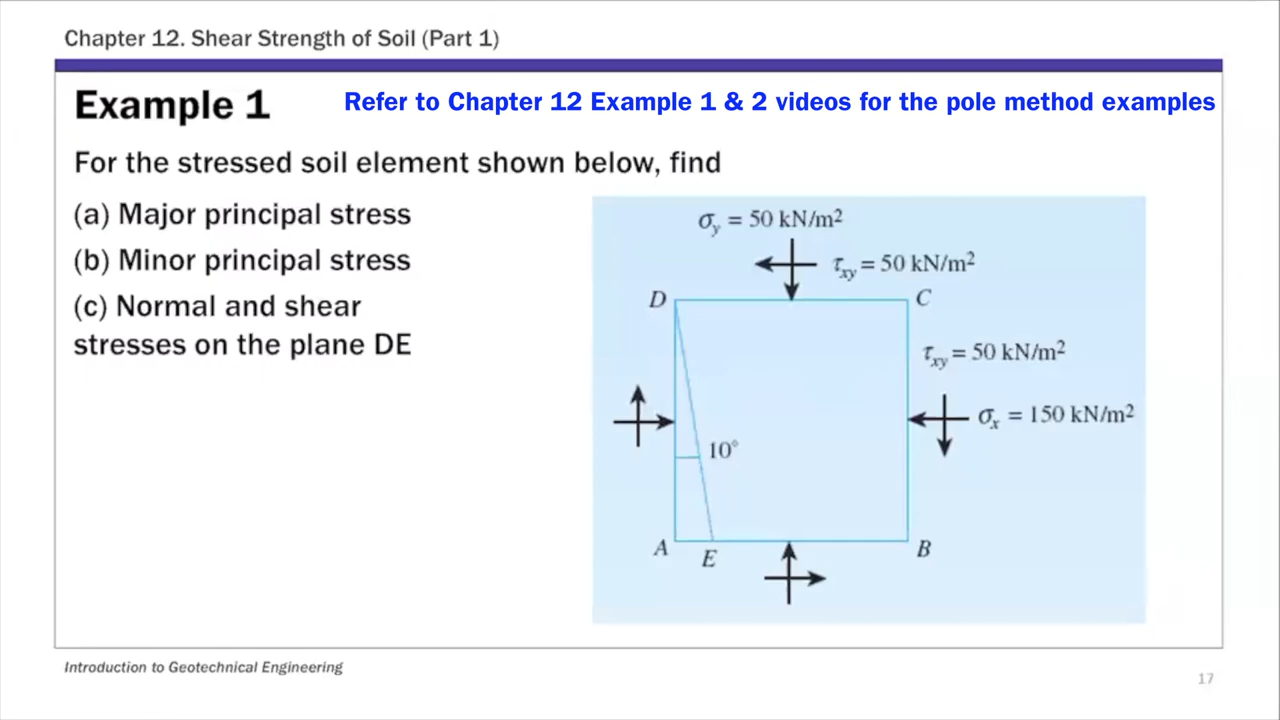 Chapter 12. Shear Strength of Soil (Part 1)
Example 1
Refer to Chapter 12 Example 1 & 2 videos for the pole method examples
For the stressed soil element shown below, find
(a) Major principal stress
(b) Minor principal stress
(c) Normal and shear
stresses on the plane DE
σy = 50 kN/m²
τxy = 50 kN/m²
D
C
τxy = 50 kN/m²
σx = 150 kN/m²
10°
A
E
B
Introduction to Geotechnical Engineering
17